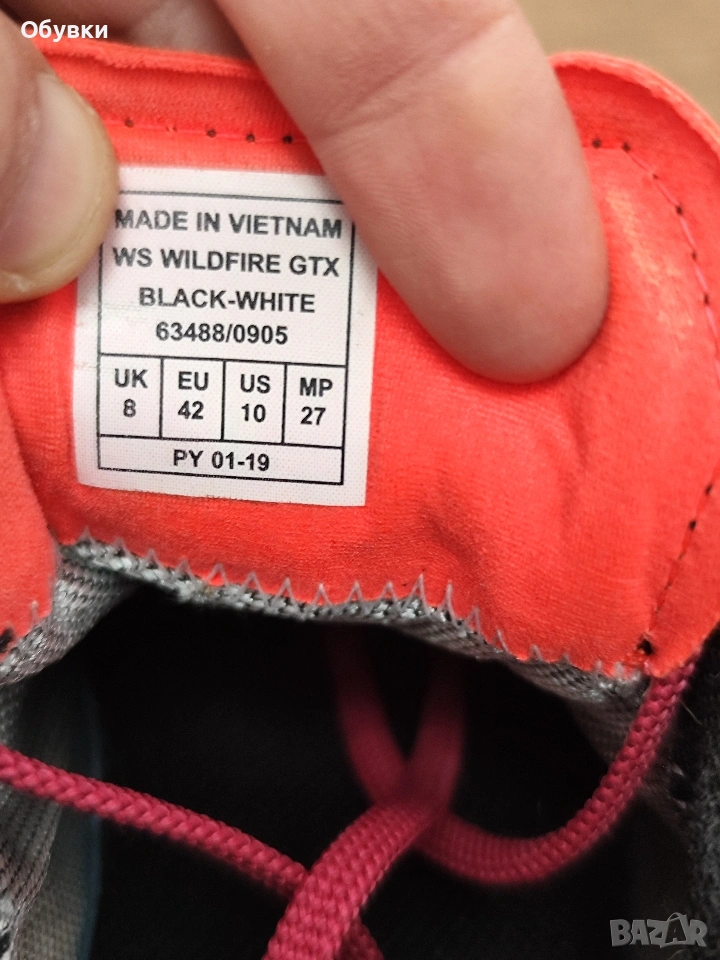 Обувки
MADE IN VIETNAM
WS WILDFIRE GTX
BLACK-WHITE
63488/0905
UK EU US MP
8 42 10 27
PY 01-19
BAZAR